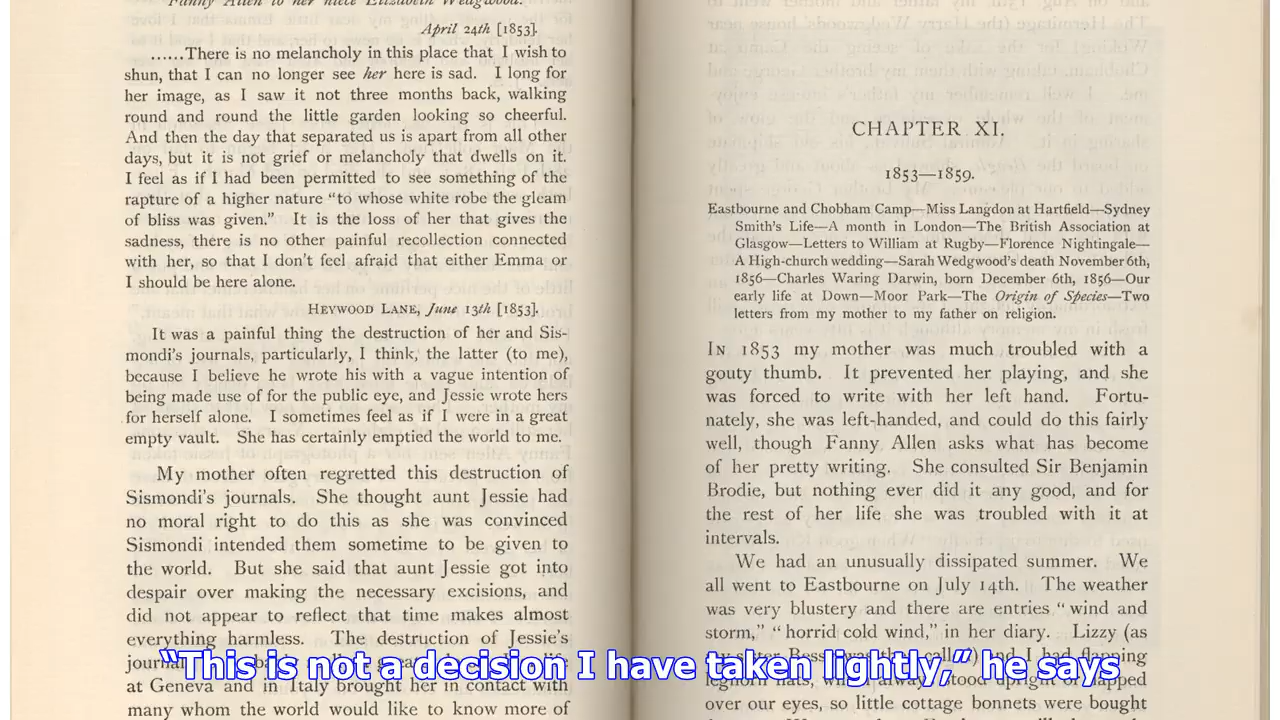 Fanny Allen to her niece Elizabeth Wedgwood.
April 24th [1853].
......There is no melancholy in this place that I wish to
shun, that I can no longer see her here is sad. I long for
her image, as I saw it not three months back, walking
round and round the little garden looking so cheerful.
And then the day that separated us is apart from all other
days, but it is not grief or melancholy that dwells on it.
I feel as if I had been permitted to see something of the
rapture of a higher nature “to whose white robe the gleam
of bliss was given.” It is the loss of her that gives the
sadness, there is no other painful recollection connected
with her, so that I don't feel afraid that either Emma or
I should be here alone.
Heywood Lane, June 13th [1853].
It was a painful thing the destruction of her and Sis-
mondi's journals, particularly, I think, the latter (to me),
because I believe he wrote his with a vague intention of
being made use of for the public eye, and Jessie wrote hers
for herself alone. I sometimes feel as if I were in a great
empty vault. She has certainly emptied the world to me.
My mother often regretted this destruction of
Sismondi's journals. She thought aunt Jessie had
no moral right to do this as she was convinced
Sismondi intended them sometime to be given to
the world. But she said that aunt Jessie got into
despair over making the necessary excisions, and
did not appear to reflect that time makes almost
everything harmless. The destruction of Jessie's
at Geneva and in Italy brought her in contact with
many whom the world would like to know more of
CHAPTER XI.
1853—1859.
Eastbourne and Chobham Camp—Miss Langdon at Hartfield—Sydney
Smith's Life—A month in London—The British Association at
Glasgow—Letters to William at Rugby—Florence Nightingale—
A High-church wedding—Sarah Wedgwood's death November 6th,
1856—Charles Waring Darwin, born December 6th, 1856—Our
early life at Down—Moor Park—The Origin of Species—Two
letters from my mother to my father on religion.
In 1853 my mother was much troubled with a
gouty thumb. It prevented her playing, and she
was forced to write with her left hand. Fortu-
nately, she was left-handed, and could do this fairly
well, though Fanny Allen asks what has become
of her pretty writing. She consulted Sir Benjamin
Brodie, but nothing ever did it any good, and for
the rest of her life she was troubled with it at
intervals.
We had an unusually dissipated summer. We
all went to Eastbourne on July 14th. The weather
was very blustery and there are entries “wind and
storm,” “horrid cold wind,” in her diary. Lizzy (as
and I had flapping
leghorn hats, stood upright or flapped
over our eyes, so little cottage bonnets were bought
“This is not a decision I have taken lightly,” he says